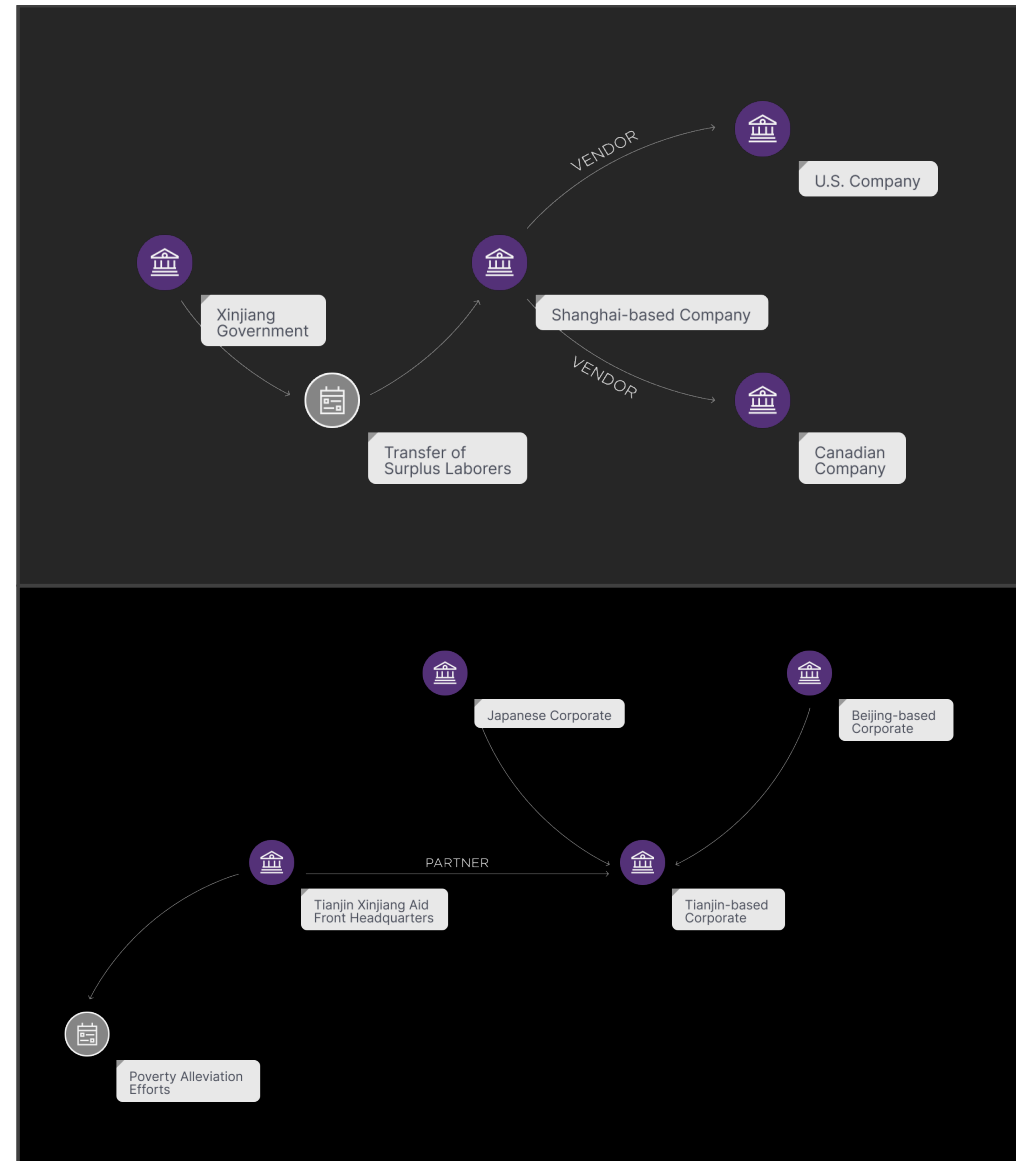 VENDOR
U.S. Company
Xinjiang
Government
Shanghai-based Company
VENDOR
Transfer of
Surplus Laborers
Canadian
Company
Japanese Corporate
Beijing-based
Corporate
PARTNER
Tianjin Xinjiang Aid
Front Headquarters
Tianjin-based
Corporate
Poverty Alleviation
Efforts